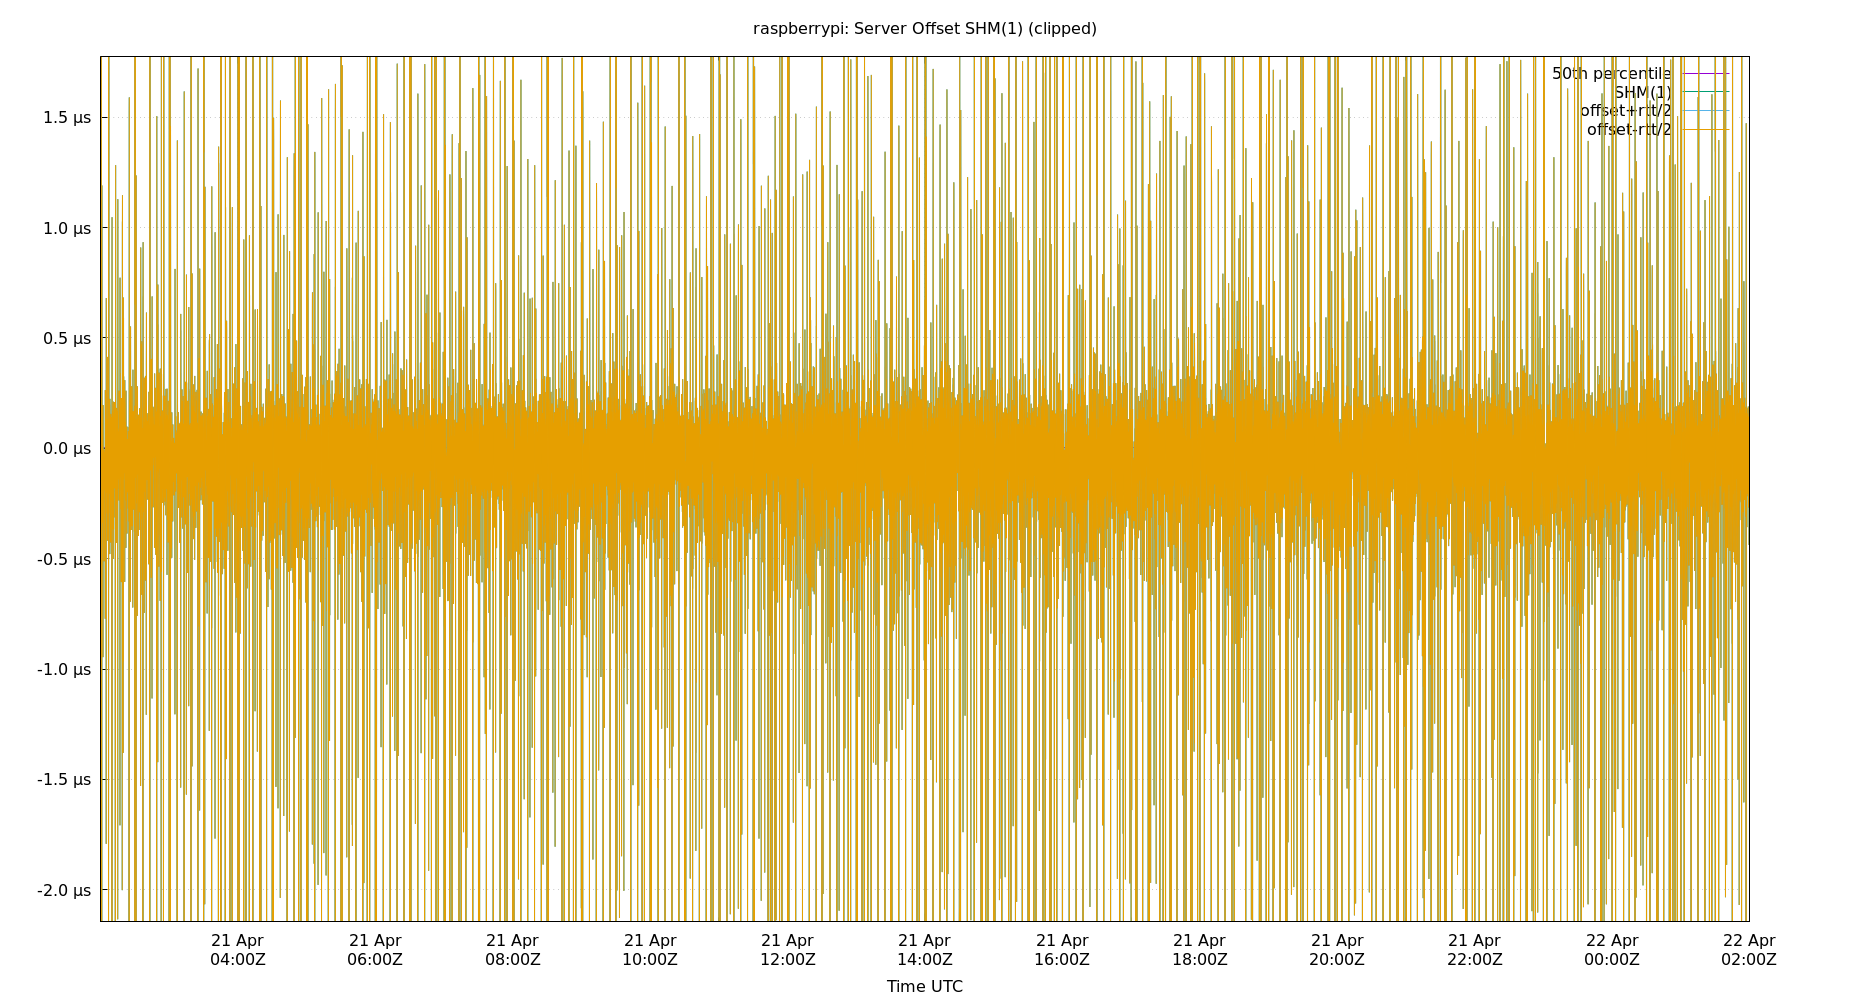 raspberrypi: Server Offset SHM(1) (clipped)
50th percentile
SHM(1)
offset+rtt/2
offset-rtt/2
1.5 µs
1.0 µs
0.5 µs
0.0 µs
-0.5 µs
-1.0 µs
-1.5 µs
-2.0 µs
21 Apr 21 Apr 21 Apr 21 Apr 21 Apr 21 Apr 21 Apr 21 Apr 21 Apr 21 Apr 22 Apr 22 Apr
04:00Z 06:00Z 08:00Z 10:00Z 12:00Z 14:00Z 16:00Z 18:00Z 20:00Z 22:00Z 00:00Z 02:00Z
Time UTC